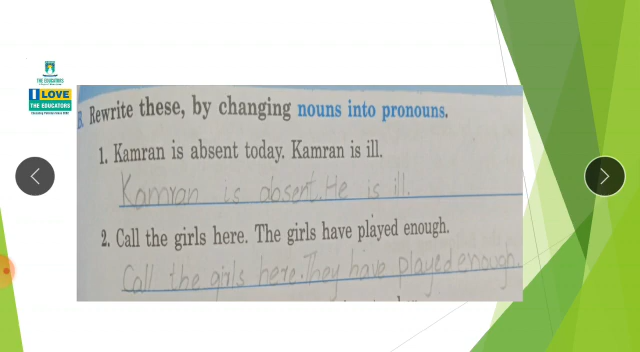 THE EDUCATORS
I LOVE
THE EDUCATORS
Rewrite these, by changing nouns into pronouns.
1. Kamran is absent today. Kamran is ill.
Kamran is absent. He is ill.
2. Call the girls here. The girls have played enough.
Call the girls here. They have played enough.